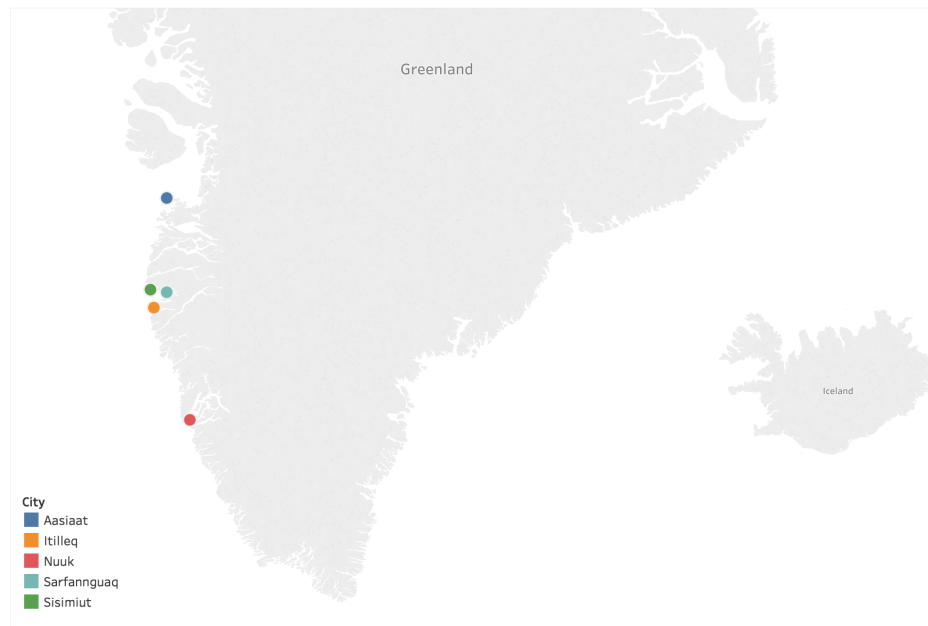 Greenland
Iceland
City
Aasiaat
Itilleq
Nuuk
Sarfannguaq
Sisimiut